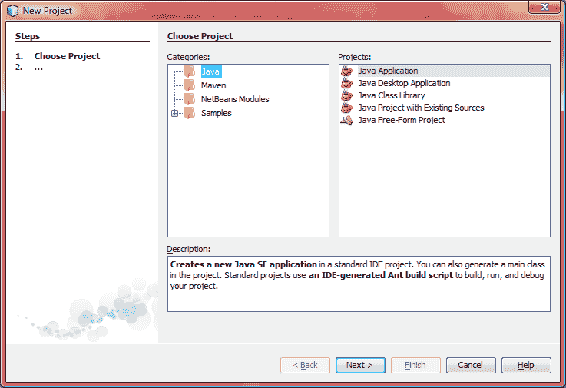 New Project
Steps
1. Choose Project
2. ...
Choose Project
Categories:
Java
Maven
NetBeans Modules
Samples
Projects:
Java Application
Java Desktop Application
Java Class Library
Java Project with Existing Sources
Java Free-Form Project
Description:
Creates a new Java SE application in a standard IDE project. You can also generate a main class
in the project. Standard projects use an IDE-generated Ant build script to build, run, and debug
your project.
< Back
Next >
Finish
Cancel
Help